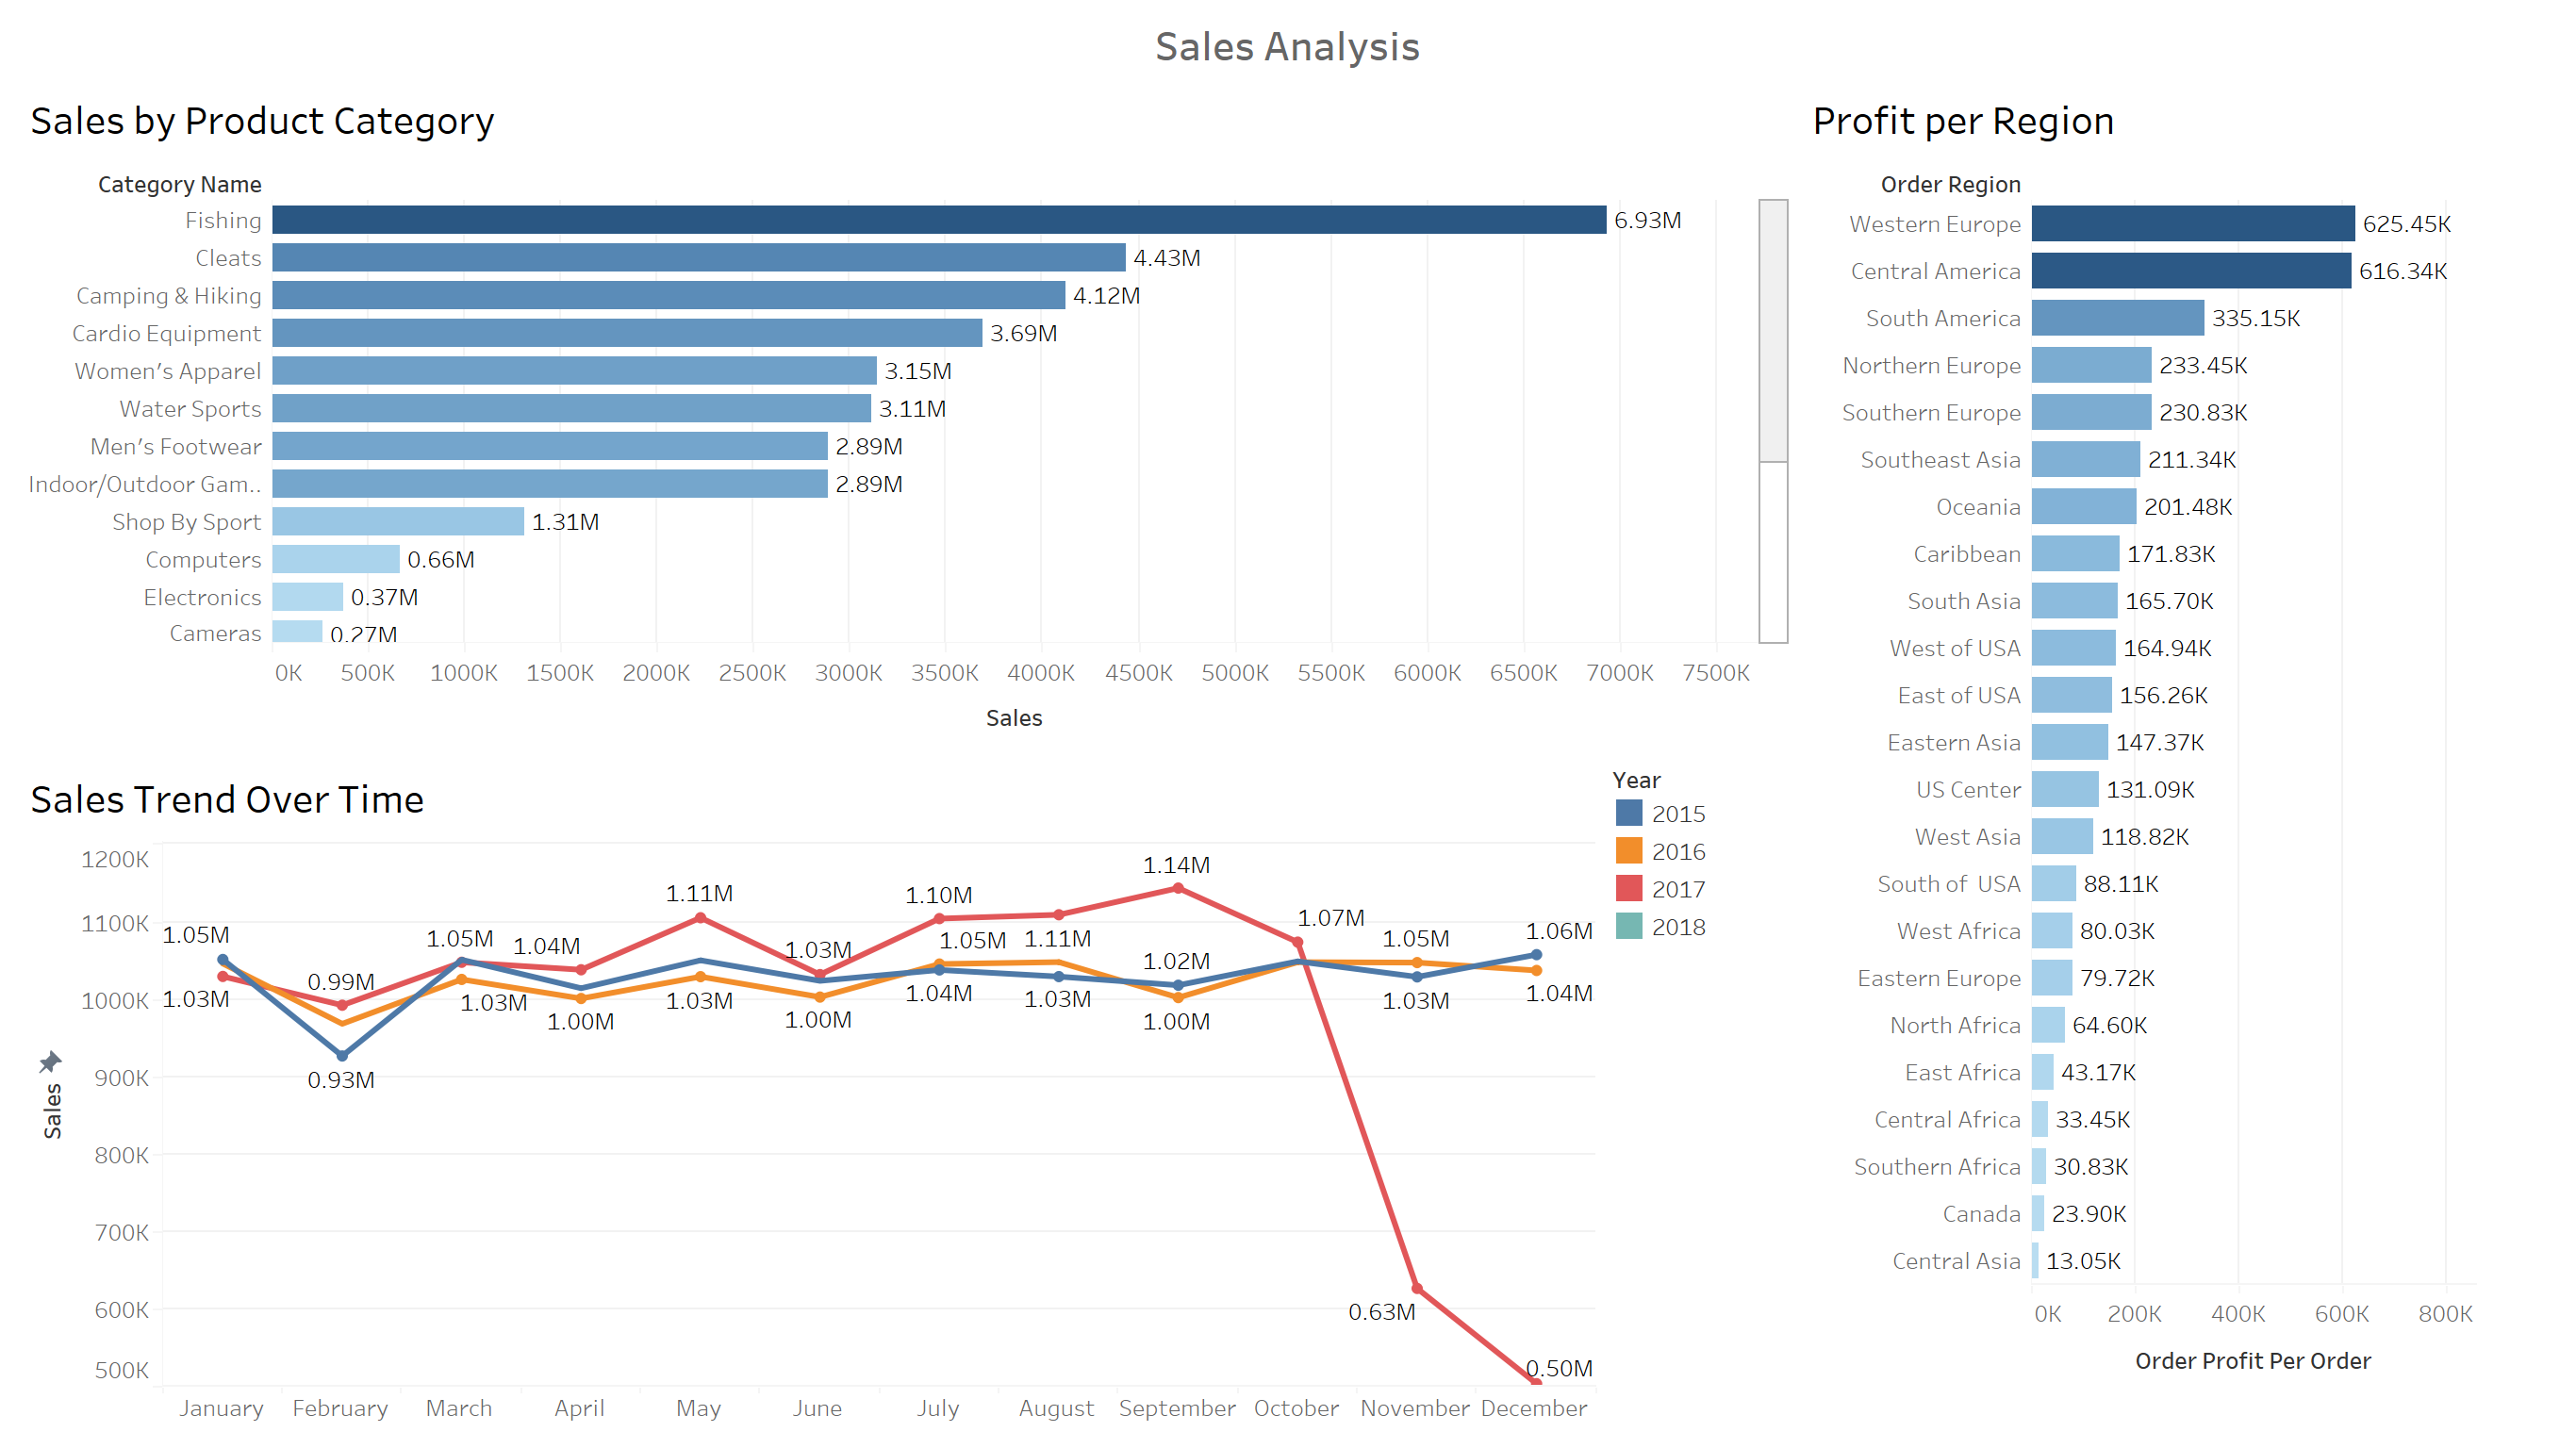 Sales Analysis
Sales by Product Category
Category Name
Fishing 6.93M
Cleats 4.43M
Camping & Hiking 4.12M
Cardio Equipment 3.69M
Women's Apparel 3.15M
Water Sports 3.11M
Men's Footwear 2.89M
Indoor/Outdoor Gam.. 2.89M
Shop By Sport 1.31M
Computers 0.66M
Electronics 0.37M
Cameras 0.27M
0K 500K 1000K 1500K 2000K 2500K 3000K 3500K 4000K 4500K 5000K 5500K 6000K 6500K 7000K 7500K
Sales
Profit per Region
Order Region
Western Europe 625.45K
Central America 616.34K
South America 335.15K
Northern Europe 233.45K
Southern Europe 230.83K
Southeast Asia 211.34K
Oceania 201.48K
Caribbean 171.83K
South Asia 165.70K
West of USA 164.94K
East of USA 156.26K
Eastern Asia 147.37K
US Center 131.09K
West Asia 118.82K
South of  USA 88.11K
West Africa 80.03K
Eastern Europe 79.72K
North Africa 64.60K
East Africa 43.17K
Central Africa 33.45K
Southern Africa 30.83K
Canada 23.90K
Central Asia 13.05K
0K 200K 400K 600K 800K
Order Profit Per Order
Sales Trend Over Time
Year
2015
2016
2017
2018
Sales
1200K
1100K
1000K
900K
800K
700K
600K
500K
1.14M
1.11M 1.10M
1.07M
1.05M 1.05M 1.04M 1.03M 1.05M 1.11M 1.05M 1.06M
1.02M
0.99M
1.03M 1.03M 1.03M 1.04M 1.03M 1.03M 1.04M
1.00M 1.00M 1.00M
0.93M
0.63M
0.50M
January February March April May June July August September October November December